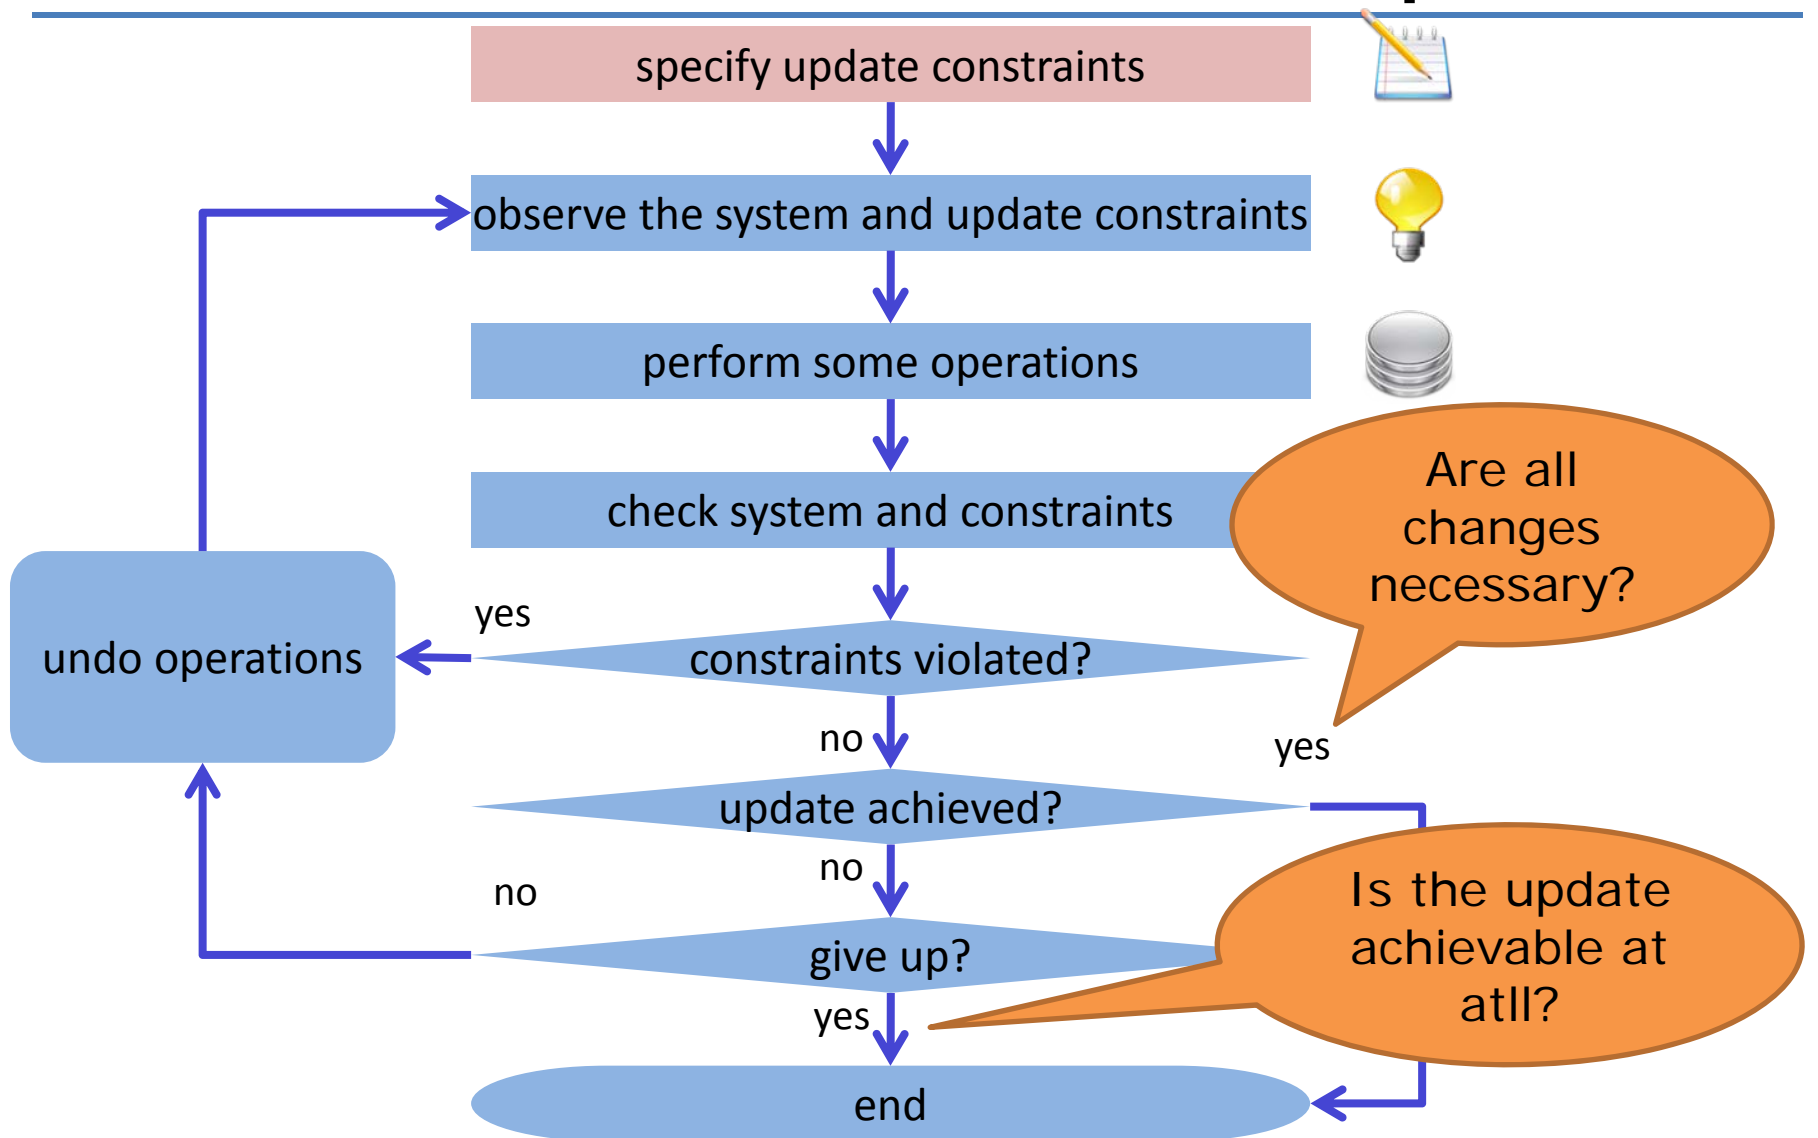 specify update constraints
observe the system and update constraints
perform some operations
check system and constraints
Are all
changes
necessary?
yes
undo operations
constraints violated?
no
yes
update achieved?
no
no
Is the update
achievable at
atll?
give up?
yes
end